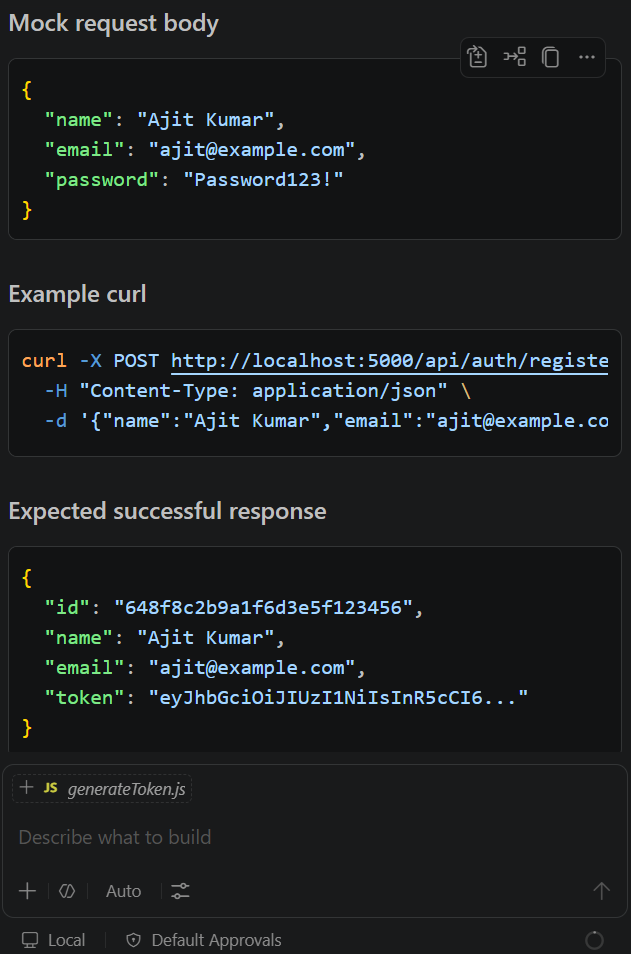 Mock request body
{
"name": "Ajit Kumar",
"email": "ajit@example.com",
"password": "Password123!"
}
Example curl
curl -X POST http://localhost:5000/api/auth/registe
-H "Content-Type: application/json" \
-d '{"name":"Ajit Kumar","email":"ajit@example.co
Expected successful response
{
"id": "648f8c2b9a1f6d3e5f123456",
"name": "Ajit Kumar",
"email": "ajit@example.com",
"token": "eyJhbGciOiJIUzI1NiIsInR5cCI6..."
}
JS generateToken.js
Describe what to build
Auto
Local Default Approvals